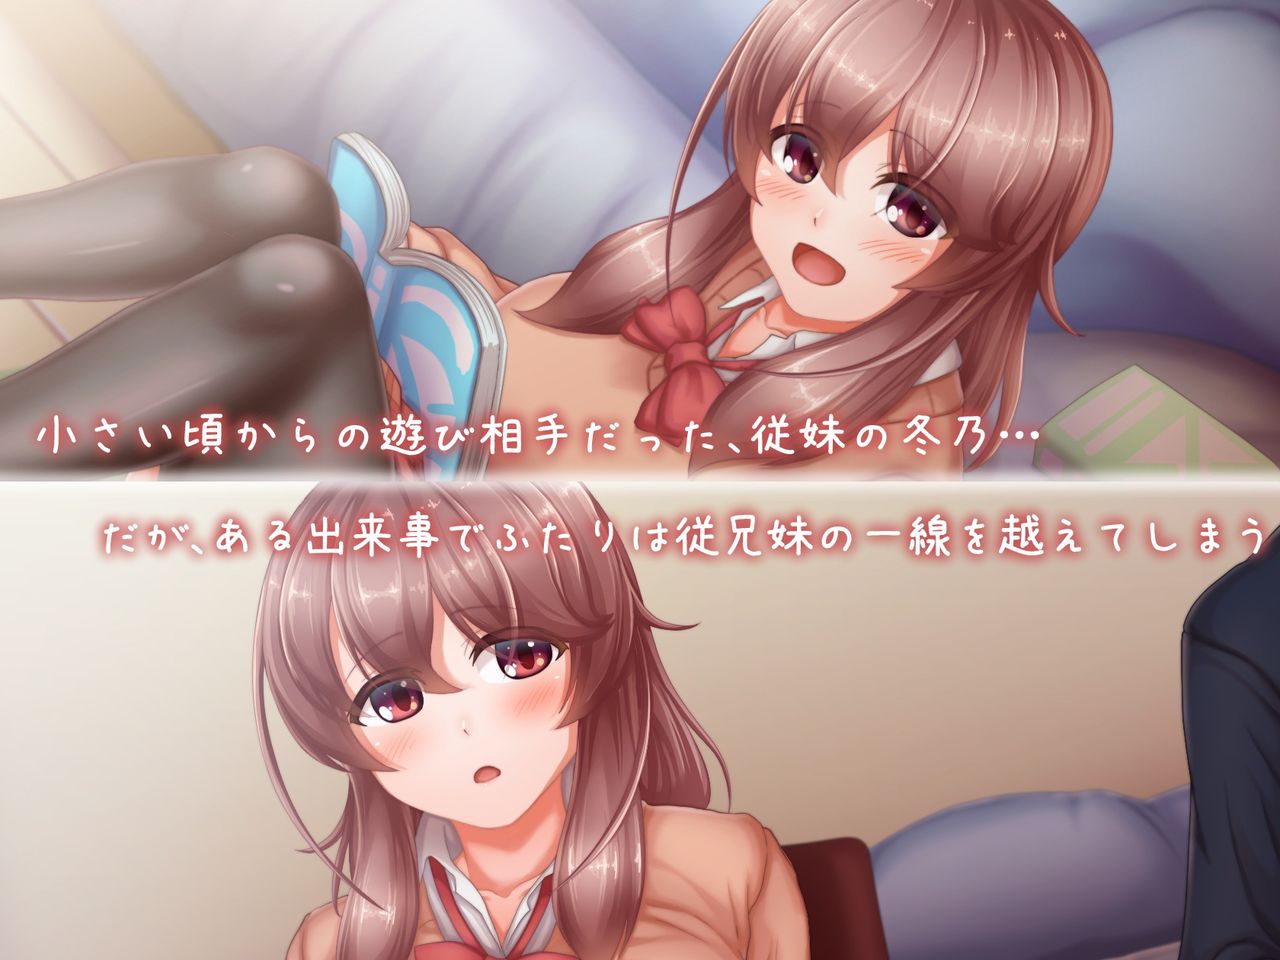 小さい頃からの遊び相手だった、従妹の冬乃…
だが、ある出来事でふたりは従兄妹の一線を越えてしまう